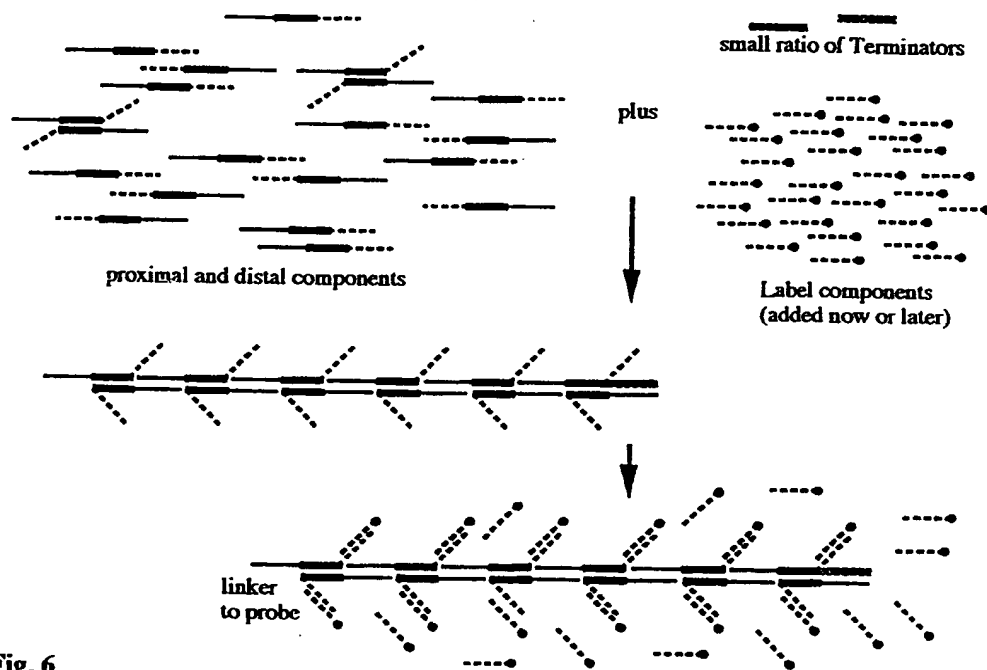 small ratio of Terminators
plus
proximal and distal components
Label components
(added now or later)
linker
to probe
Fig. 6